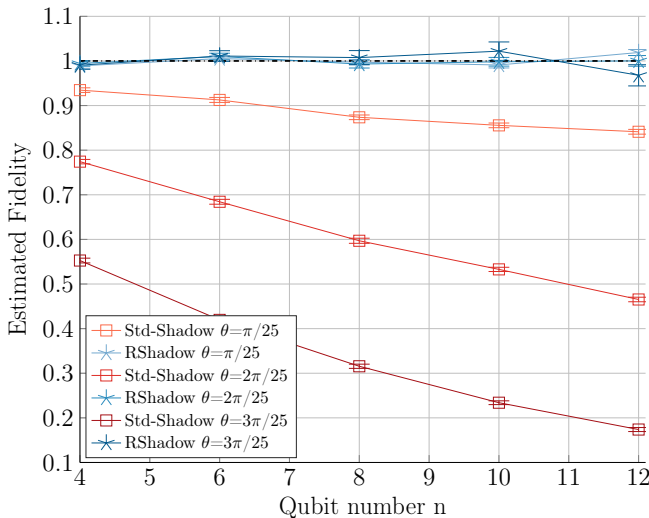 1.1
1
0.9
0.8
0.7
0.6
0.5
0.4
0.3
0.2
0.1
Estimated Fidelity
Std-Shadow θ=π/25
RShadow θ=π/25
Std-Shadow θ=2π/25
RShadow θ=2π/25
Std-Shadow θ=3π/25
RShadow θ=3π/25
4 5 6 7 8 9 10 11 12
Qubit number n